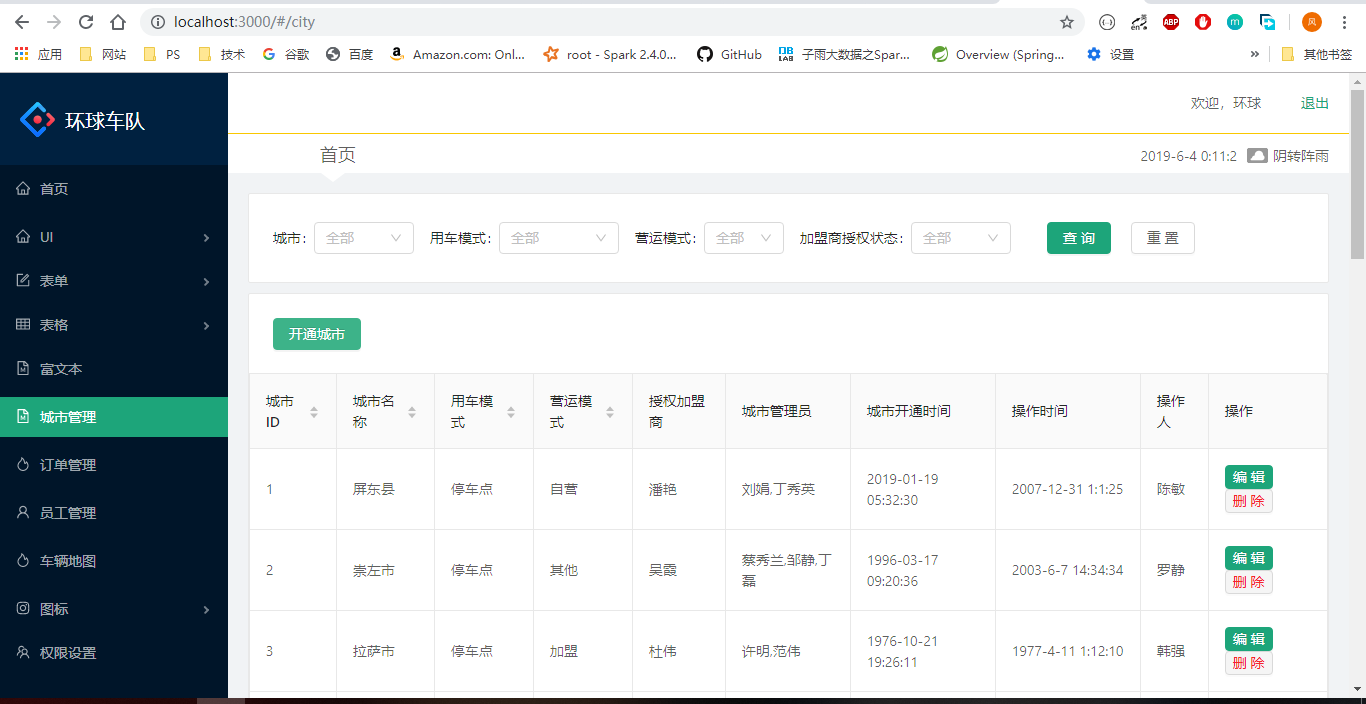 localhost:3000/#/city
ABP
m
风
应用 网站 PS 技术 谷歌 百度 Amazon.com: Onl... root - Spark 2.4.0... GitHub DB LAB 子雨大数据之Spar... Overview (Spring... 设置 » 其他书签
环球车队
欢迎，环球 退出
首页 2019-6-4 0:11:2 阴转阵雨
首页
UI
表单
表格
富文本
城市管理
订单管理
员工管理
车辆地图
图标
权限设置
城市: 全部 用车模式: 全部 营运模式: 全部 加盟商授权状态: 全部 查 询 重 置
开通城市
城市ID 城市名称 用车模式 营运模式 授权加盟商 城市管理员 城市开通时间 操作时间 操作人 操作
1 屏东县 停车点 自营 潘艳 刘娟,丁秀英 2019-01-19 05:32:30 2007-12-31 1:1:25 陈敏 编 辑 删 除
2 崇左市 停车点 其他 吴霞 蔡秀兰,邹静,丁磊 1996-03-17 09:20:36 2003-6-7 14:34:34 罗静 编 辑 删 除
3 拉萨市 停车点 加盟 杜伟 许明,范伟 1976-10-21 19:26:11 1977-4-11 1:12:10 韩强 编 辑 删 除